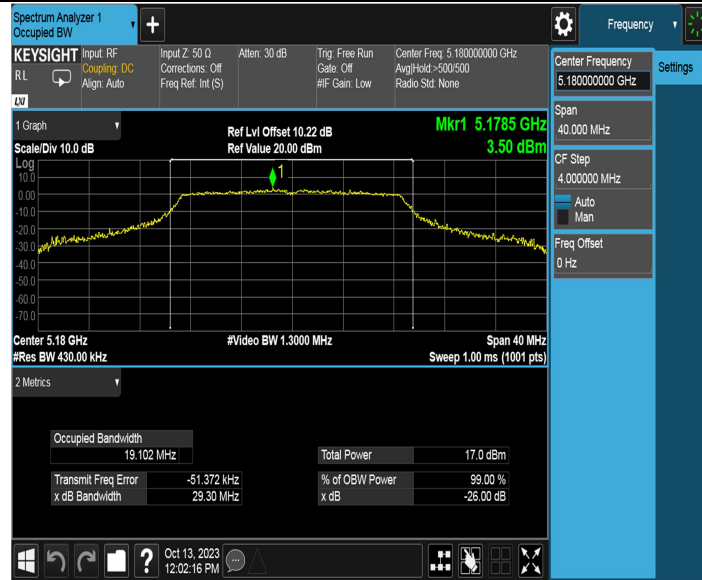 Spectrum Analyzer 1
Occupied BW
Frequency
KEYSIGHT
RL
LXI
Input: RF
Coupling: DC
Align: Auto
Input Z: 50 Ω
Corrections: Off
Freq Ref: Int (S)
Atten: 30 dB
Trig: Free Run
Gate: Off
#IF Gain: Low
Center Freq: 5.180000000 GHz
Avg|Hold:>500/500
Radio Std: None
Center Frequency
5.180000000 GHz
Settings
Span
40.000 MHz
CF Step
4.000000 MHz
Auto
Man
Freq Offset
0 Hz
1 Graph
Scale/Div 10.0 dB
Ref Lvl Offset 10.22 dB
Ref Value 20.00 dBm
Mkr1 5.1785 GHz
3.50 dBm
Log
10.0
0.00
-10.0
-20.0
-30.0
-40.0
-50.0
-60.0
-70.0
1
Center 5.18 GHz
#Video BW 1.3000 MHz
Span 40 MHz
#Res BW 430.00 kHz
Sweep 1.00 ms (1001 pts)
2 Metrics
Occupied Bandwidth
19.102 MHz
Total Power 17.0 dBm
Transmit Freq Error -51.372 kHz
% of OBW Power 99.00 %
x dB Bandwidth 29.30 MHz
x dB -26.00 dB
Oct 13, 2023
12:02:16 PM